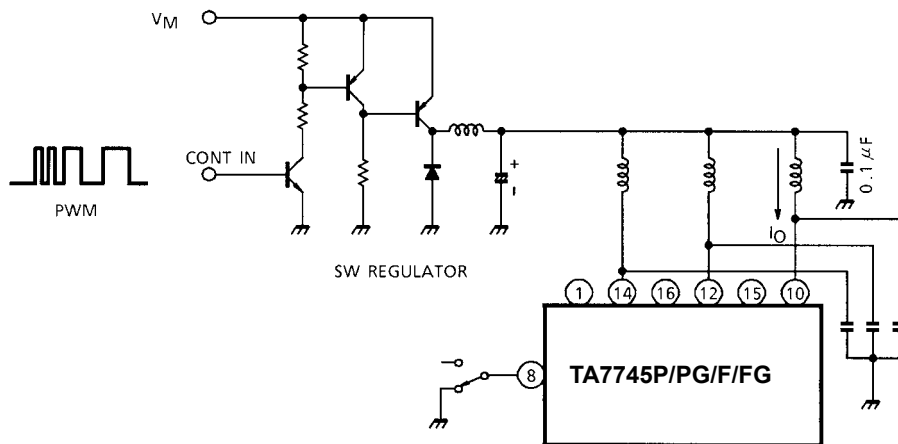 VM
CONT IN
PWM
SW REGULATOR
+
0.1 μF
IO
1 14 16 12 15 10
8
TA7745P/PG/F/FG